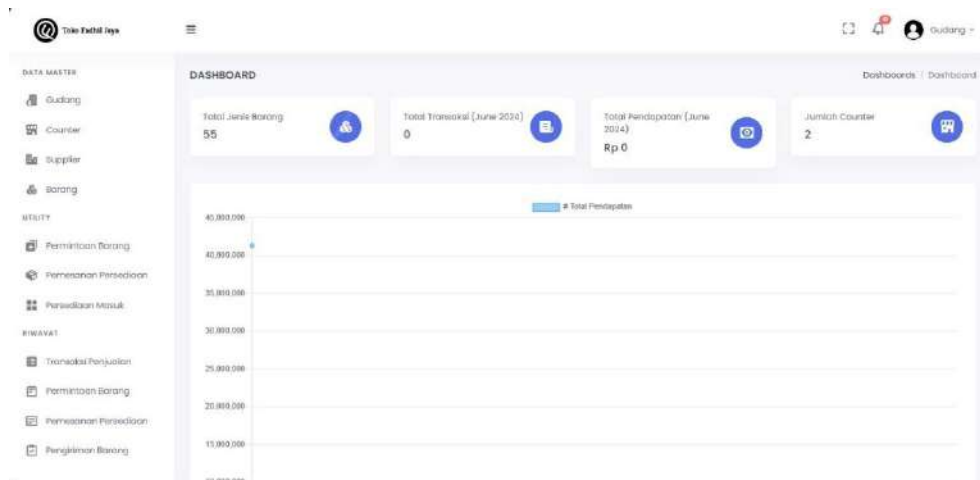 Toko Fadhil Jaya
Gudang
DATA MASTER
Gudang
Counter
Supplier
Barang
UTILITY
Permintaan Barang
Pemesanan Persediaan
Persediaan Masuk
RIWAYAT
Transaksi Penjualan
Permintaan Barang
Pemesanan Persediaan
Pengiriman Barang
DASHBOARD
Dashboards / Dashboard
Total Jenis Barang
55
Total Transaksi (June 2024)
0
Total Pendapatan (June
2024)
Rp 0
Jumlah Counter
2
# Total Pendapatan
45,000,000
40,000,000
35,000,000
30,000,000
25,000,000
20,000,000
15,000,000